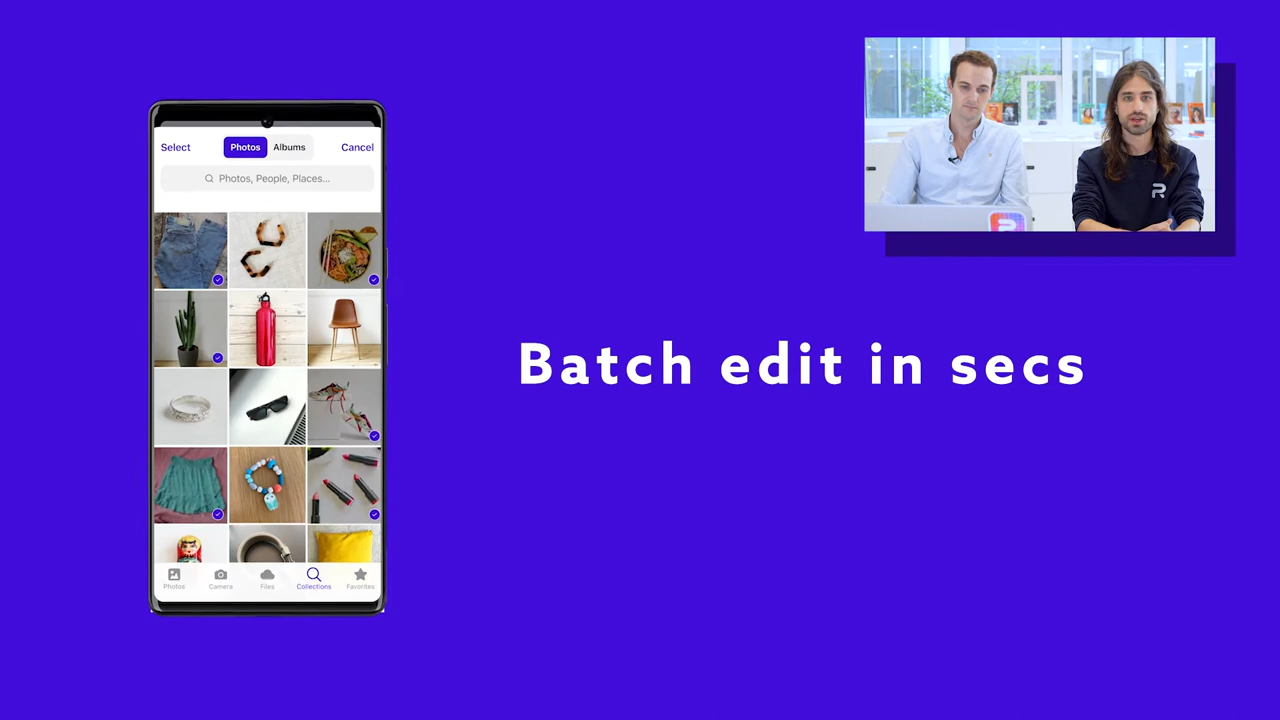 Select
Photos
Albums
Cancel
Photos, People, Places...
Batch edit in secs
Photos
Camera
Files
Collections
Favorites